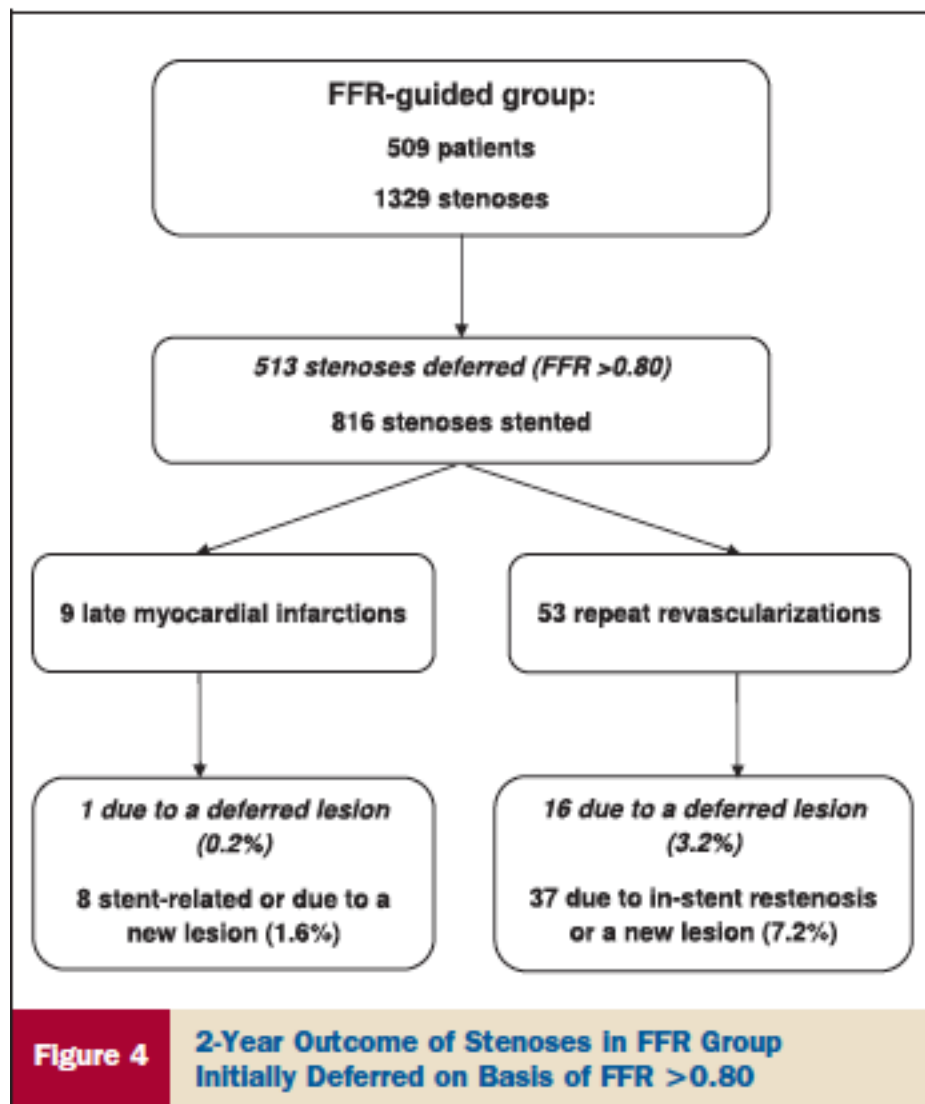 FFR-guided group:
509 patients
1329 stenoses
513 stenoses deferred (FFR >0.80)
816 stenoses stented
9 late myocardial infarctions
53 repeat revascularizations
1 due to a deferred lesion
(0.2%)
8 stent-related or due to a
new lesion (1.6%)
16 due to a deferred lesion
(3.2%)
37 due to in-stent restenosis
or a new lesion (7.2%)
Figure 4
2-Year Outcome of Stenoses in FFR Group
Initially Deferred on Basis of FFR >0.80